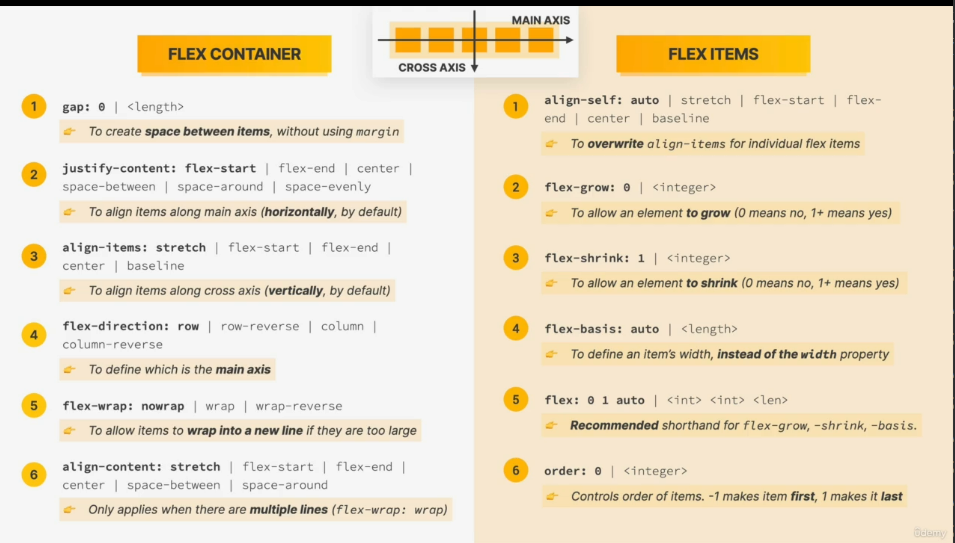 MAIN AXIS
CROSS AXIS
FLEX CONTAINER
1
gap: 0 | <length>
To create space between items, without using margin
2
justify-content: flex-start | flex-end | center |
space-between | space-around | space-evenly
To align items along main axis (horizontally, by default)
3
align-items: stretch | flex-start | flex-end |
center | baseline
To align items along cross axis (vertically, by default)
4
flex-direction: row | row-reverse | column |
column-reverse
To define which is the main axis
5
flex-wrap: nowrap | wrap | wrap-reverse
To allow items to wrap into a new line if they are too large
6
align-content: stretch | flex-start | flex-end |
center | space-between | space-around
Only applies when there are multiple lines (flex-wrap: wrap)
FLEX ITEMS
1
align-self: auto | stretch | flex-start | flex-
end | center | baseline
To overwrite align-items for individual flex items
2
flex-grow: 0 | <integer>
To allow an element to grow (0 means no, 1+ means yes)
3
flex-shrink: 1 | <integer>
To allow an element to shrink (0 means no, 1+ means yes)
4
flex-basis: auto | <length>
To define an item’s width, instead of the width property
5
flex: 0 1 auto | <int> <int> <len>
Recommended shorthand for flex-grow, -shrink, -basis.
6
order: 0 | <integer>
Controls order of items. -1 makes item first, 1 makes it last
ûdemy